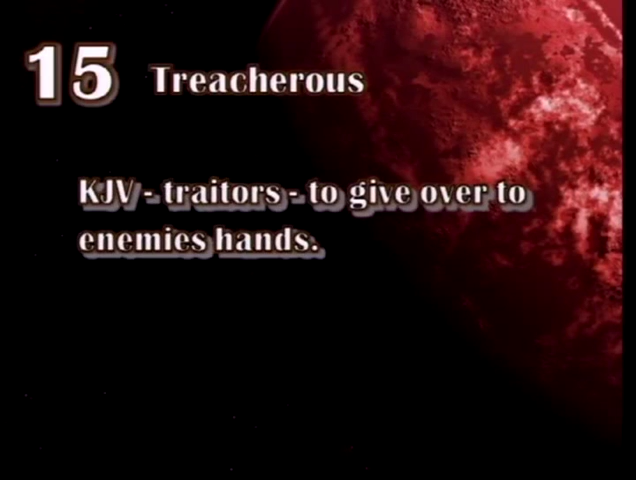 15 Treacherous
KJV - traitors - to give over to
enemies hands.